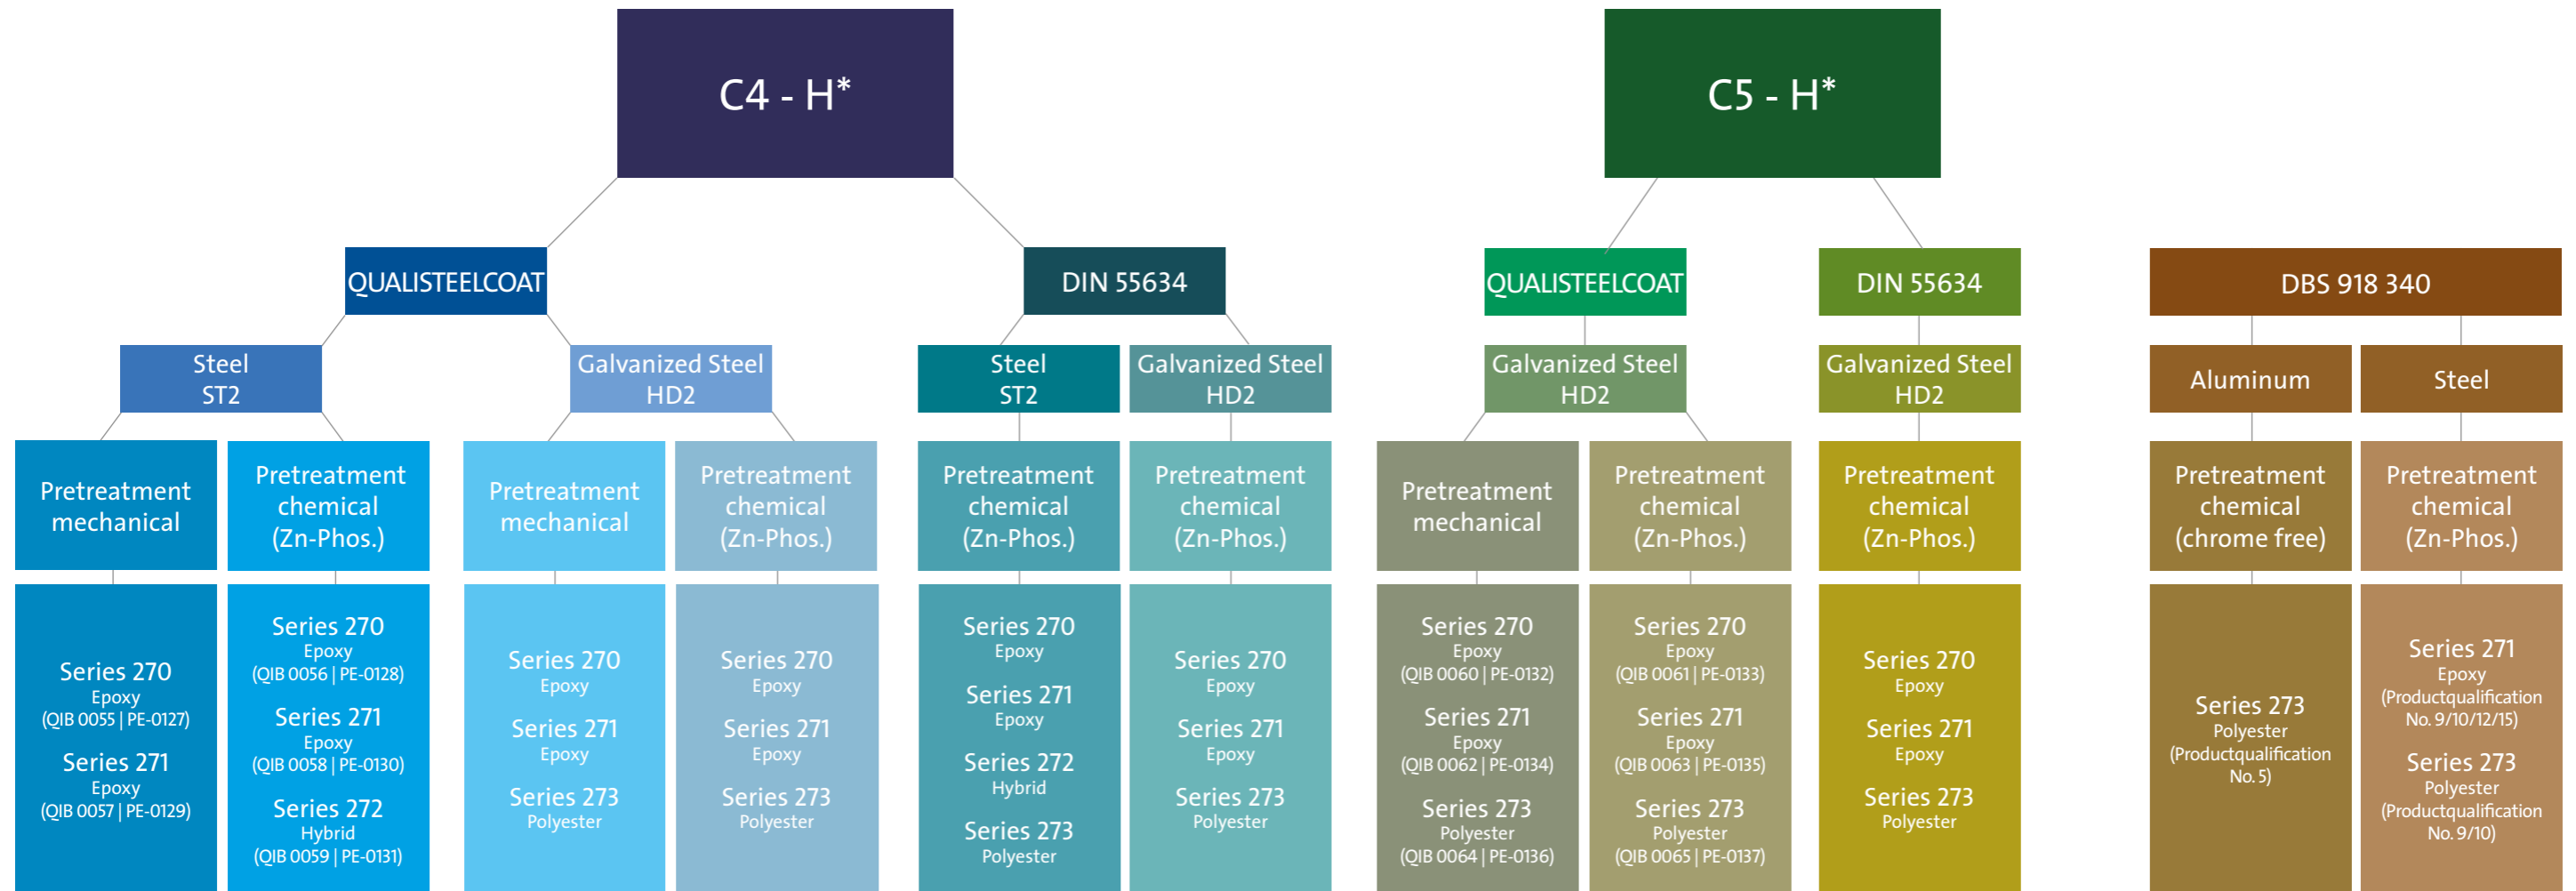 C4 - H*
C5 - H*
QUALISTEELCOAT
DIN 55634
QUALISTEELCOAT
DIN 55634
DBS 918 340
Steel
ST2
Galvanized Steel
HD2
Steel
ST2
Galvanized Steel
HD2
Galvanized Steel
HD2
Galvanized Steel
HD2
Aluminum
Steel
Pretreatment
mechanical
Pretreatment
chemical
(Zn-Phos.)
Pretreatment
mechanical
Pretreatment
chemical
(Zn-Phos.)
Pretreatment
chemical
(Zn-Phos.)
Pretreatment
chemical
(Zn-Phos.)
Pretreatment
mechanical
Pretreatment
chemical
(Zn-Phos.)
Pretreatment
chemical
(Zn-Phos.)
Pretreatment
chemical
(chrome free)
Pretreatment
chemical
(Zn-Phos.)
Series 270
Epoxy
(QIB 0055 | PE-0127)
Series 271
Epoxy
(QIB 0057 | PE-0129)
Series 270
Epoxy
(QIB 0056 | PE-0128)
Series 271
Epoxy
(QIB 0058 | PE-0130)
Series 272
Hybrid
(QIB 0059 | PE-0131)
Series 270
Epoxy
Series 271
Epoxy
Series 273
Polyester
Series 270
Epoxy
Series 271
Epoxy
Series 273
Polyester
Series 270
Epoxy
Series 271
Epoxy
Series 272
Hybrid
Series 273
Polyester
Series 270
Epoxy
Series 271
Epoxy
Series 273
Polyester
Series 270
Epoxy
(QIB 0060 | PE-0132)
Series 271
Epoxy
(QIB 0062 | PE-0134)
Series 273
Polyester
(QIB 0064 | PE-0136)
Series 270
Epoxy
(QIB 0061 | PE-0133)
Series 271
Epoxy
(QIB 0063 | PE-0135)
Series 273
Polyester
(QIB 0065 | PE-0137)
Series 270
Epoxy
Series 271
Epoxy
Series 273
Polyester
Series 273
Polyester
(Productqualification
No. 5)
Series 271
Epoxy
(Productqualification
No. 9/10/12/15)
Series 273
Polyester
(Productqualification
No. 9/10)